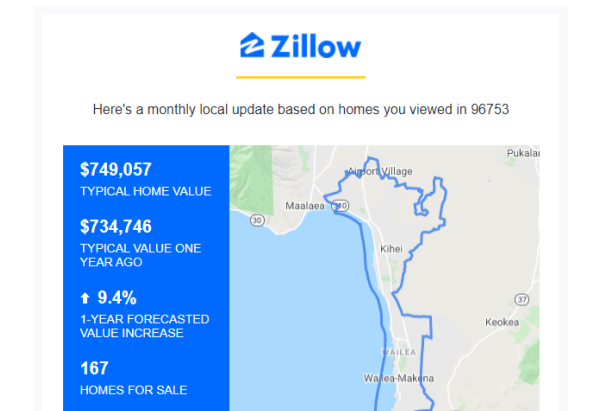 Zillow
Here's a monthly local update based on homes you viewed in 96753
$749,057
TYPICAL HOME VALUE
$734,746
TYPICAL VALUE ONE
YEAR AGO
9.4%
1-YEAR FORECASTED
VALUE INCREASE
167
HOMES FOR SALE
Airport Village
Maalaea
30
Kihei
37
Keokea
WAILEA
Wailea-Makena